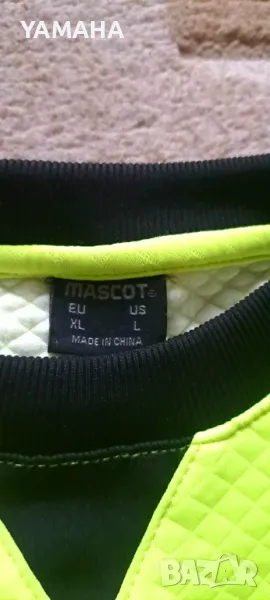 YAMAHA
MASCOT
EU US
XL L
MADE IN CHINA
bazar